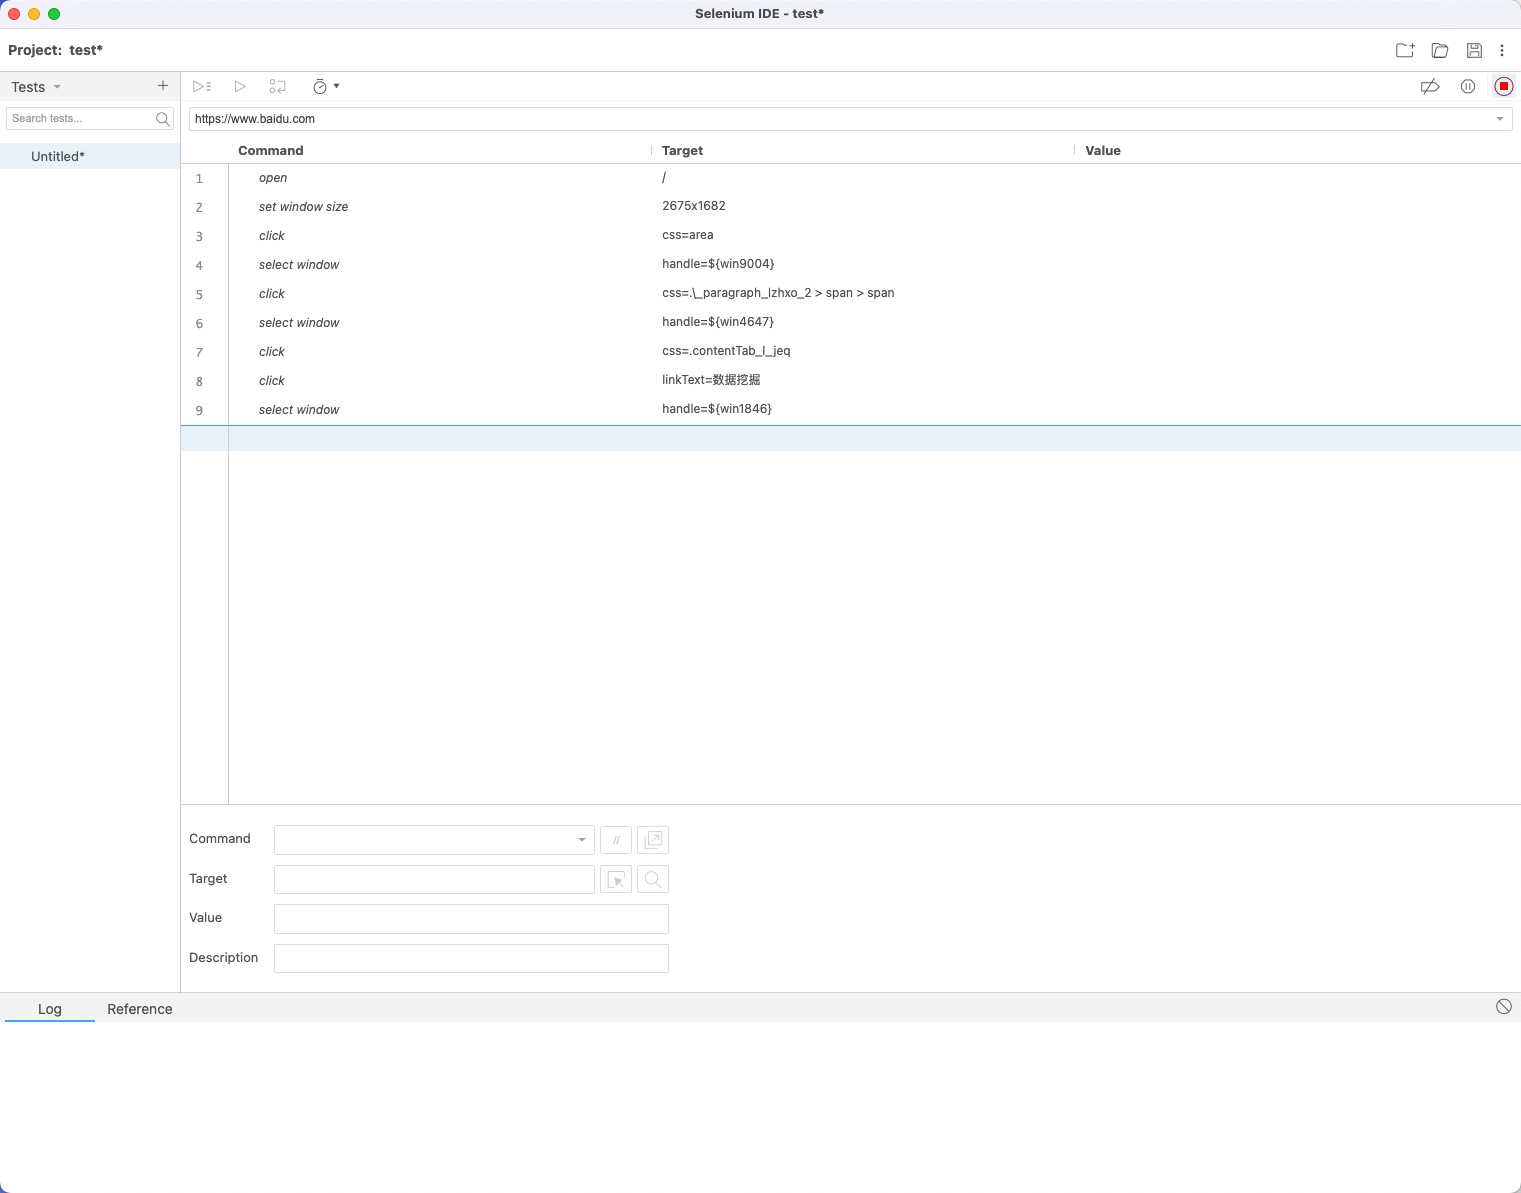 Selenium IDE - test*
Project: test*
Tests
Search tests...
Untitled*
https://www.baidu.com
Command Target Value
1 open /
2 set window size 2675x1682
3 click css=area
4 select window handle=${win9004}
5 click css=.\_paragraph_lzhxo_2 > span > span
6 select window handle=${win4647}
7 click css=.contentTab_l_jeq
8 click linkText=数据挖掘
9 select window handle=${win1846}
Command //
Target
Value
Description
Log Reference